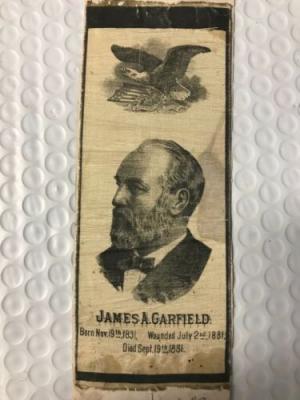 JAMES A. GARFIELD.
Born Nov. 19th, 1831, Wounded July 2nd, 1881,
Died Sept. 19th, 1881.